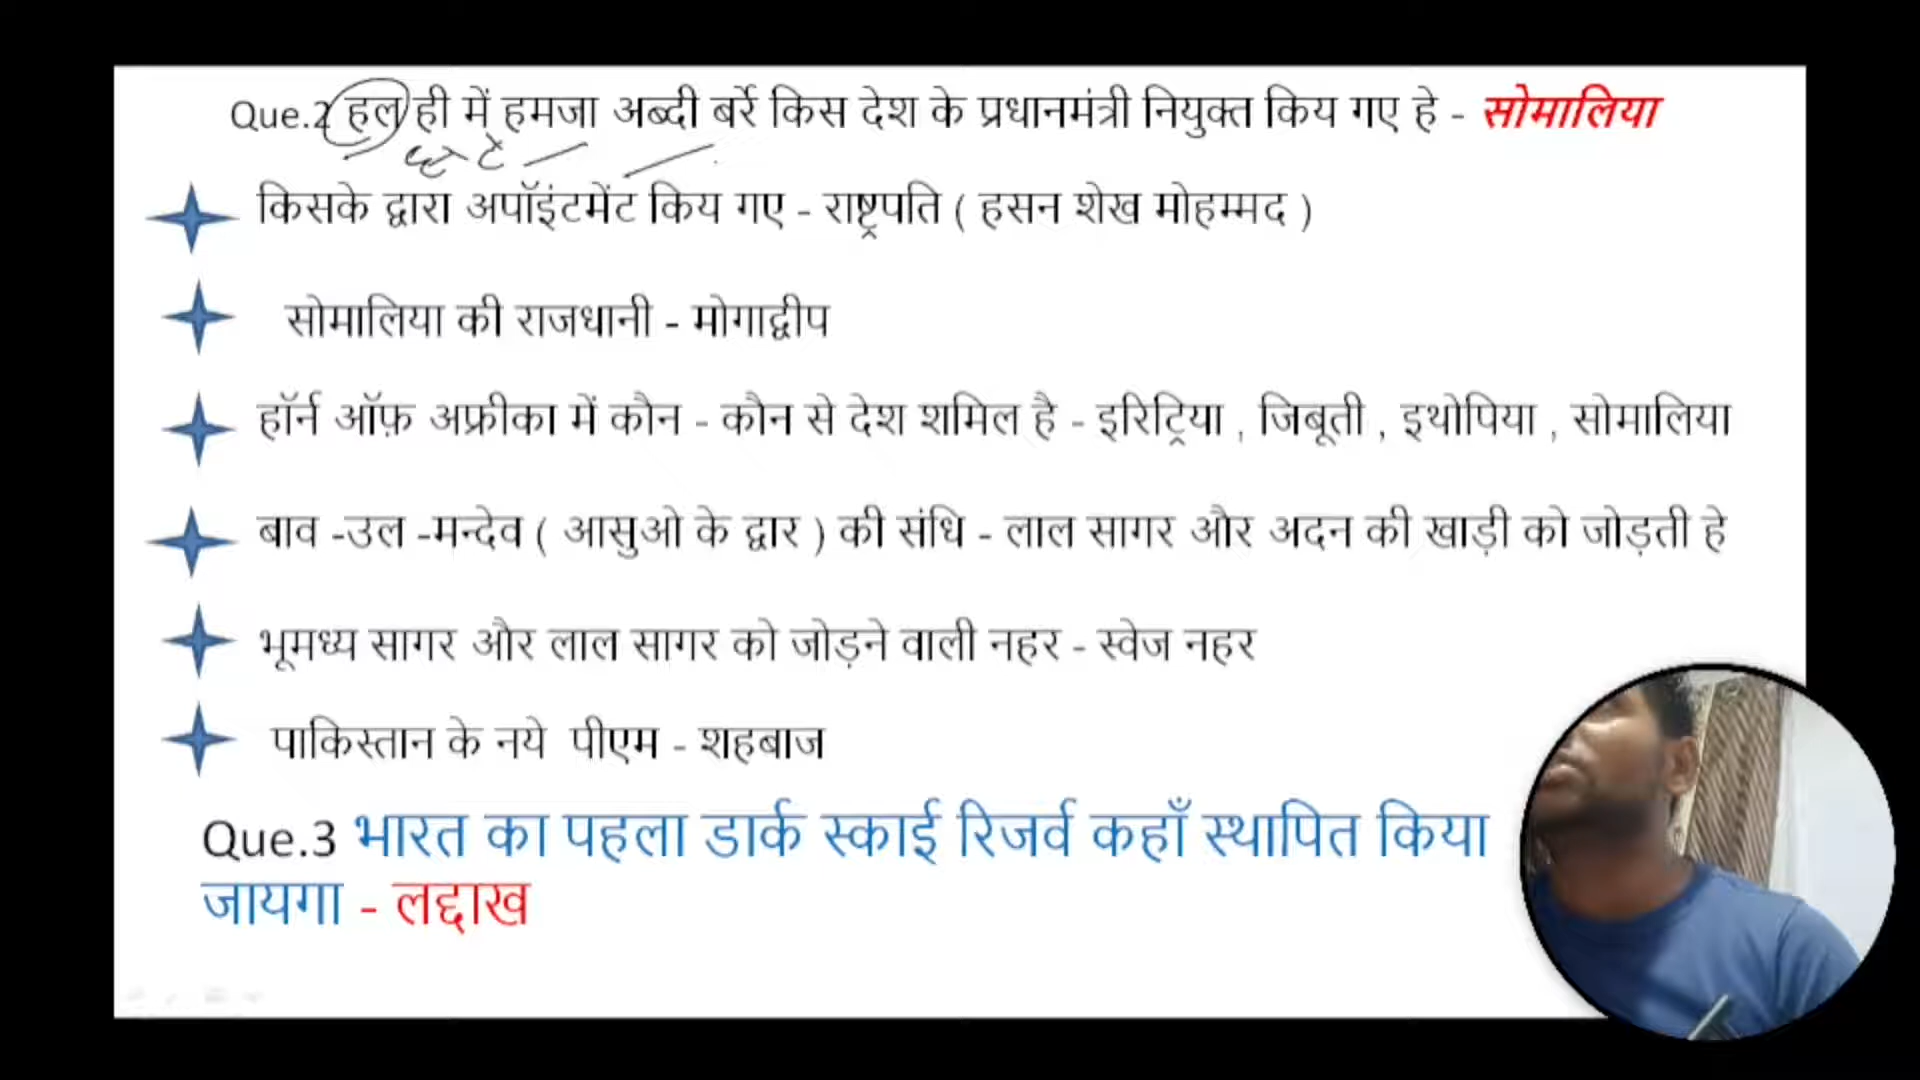 Que.2 हल ही में हमजा अब्दी बर्रे किस देश के प्रधानमंत्री नियुक्त किय गए हे - सोमालिया
किसके द्वारा अपॉइंटमेंट किय गए - राष्ट्रपति ( हसन शेख मोहम्मद )
सोमालिया की राजधानी - मोगाद्वीप
हॉर्न ऑफ़ अफ्रीका में कौन - कौन से देश शमिल है - इरिट्रिया , जिबूती , इथोपिया , सोमालिया
बाव -उल -मन्देव ( आसुओ के द्वार ) की संधि - लाल सागर और अदन की खाड़ी को जोड़ती हे
भूमध्य सागर और लाल सागर को जोड़ने वाली नहर - स्वेज नहर
पाकिस्तान के नये पीएम - शहबाज
Que.3 भारत का पहला डार्क स्काई रिजर्व कहाँ स्थापित किया
जायगा - लद्दाख